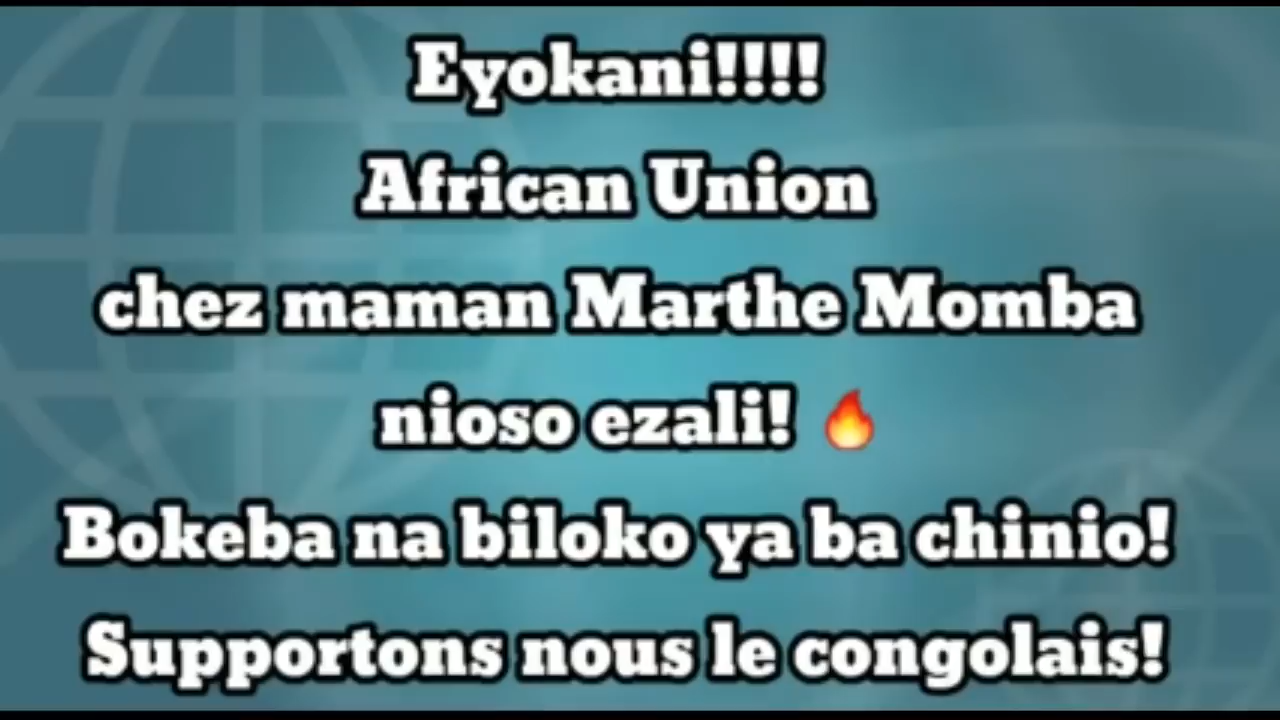 Eyokani!!!!
African Union
chez maman Marthe Momba
nioso ezali! 🔥
Bokeba na biloko ya ba chinio!
Supportons nous le congolais!